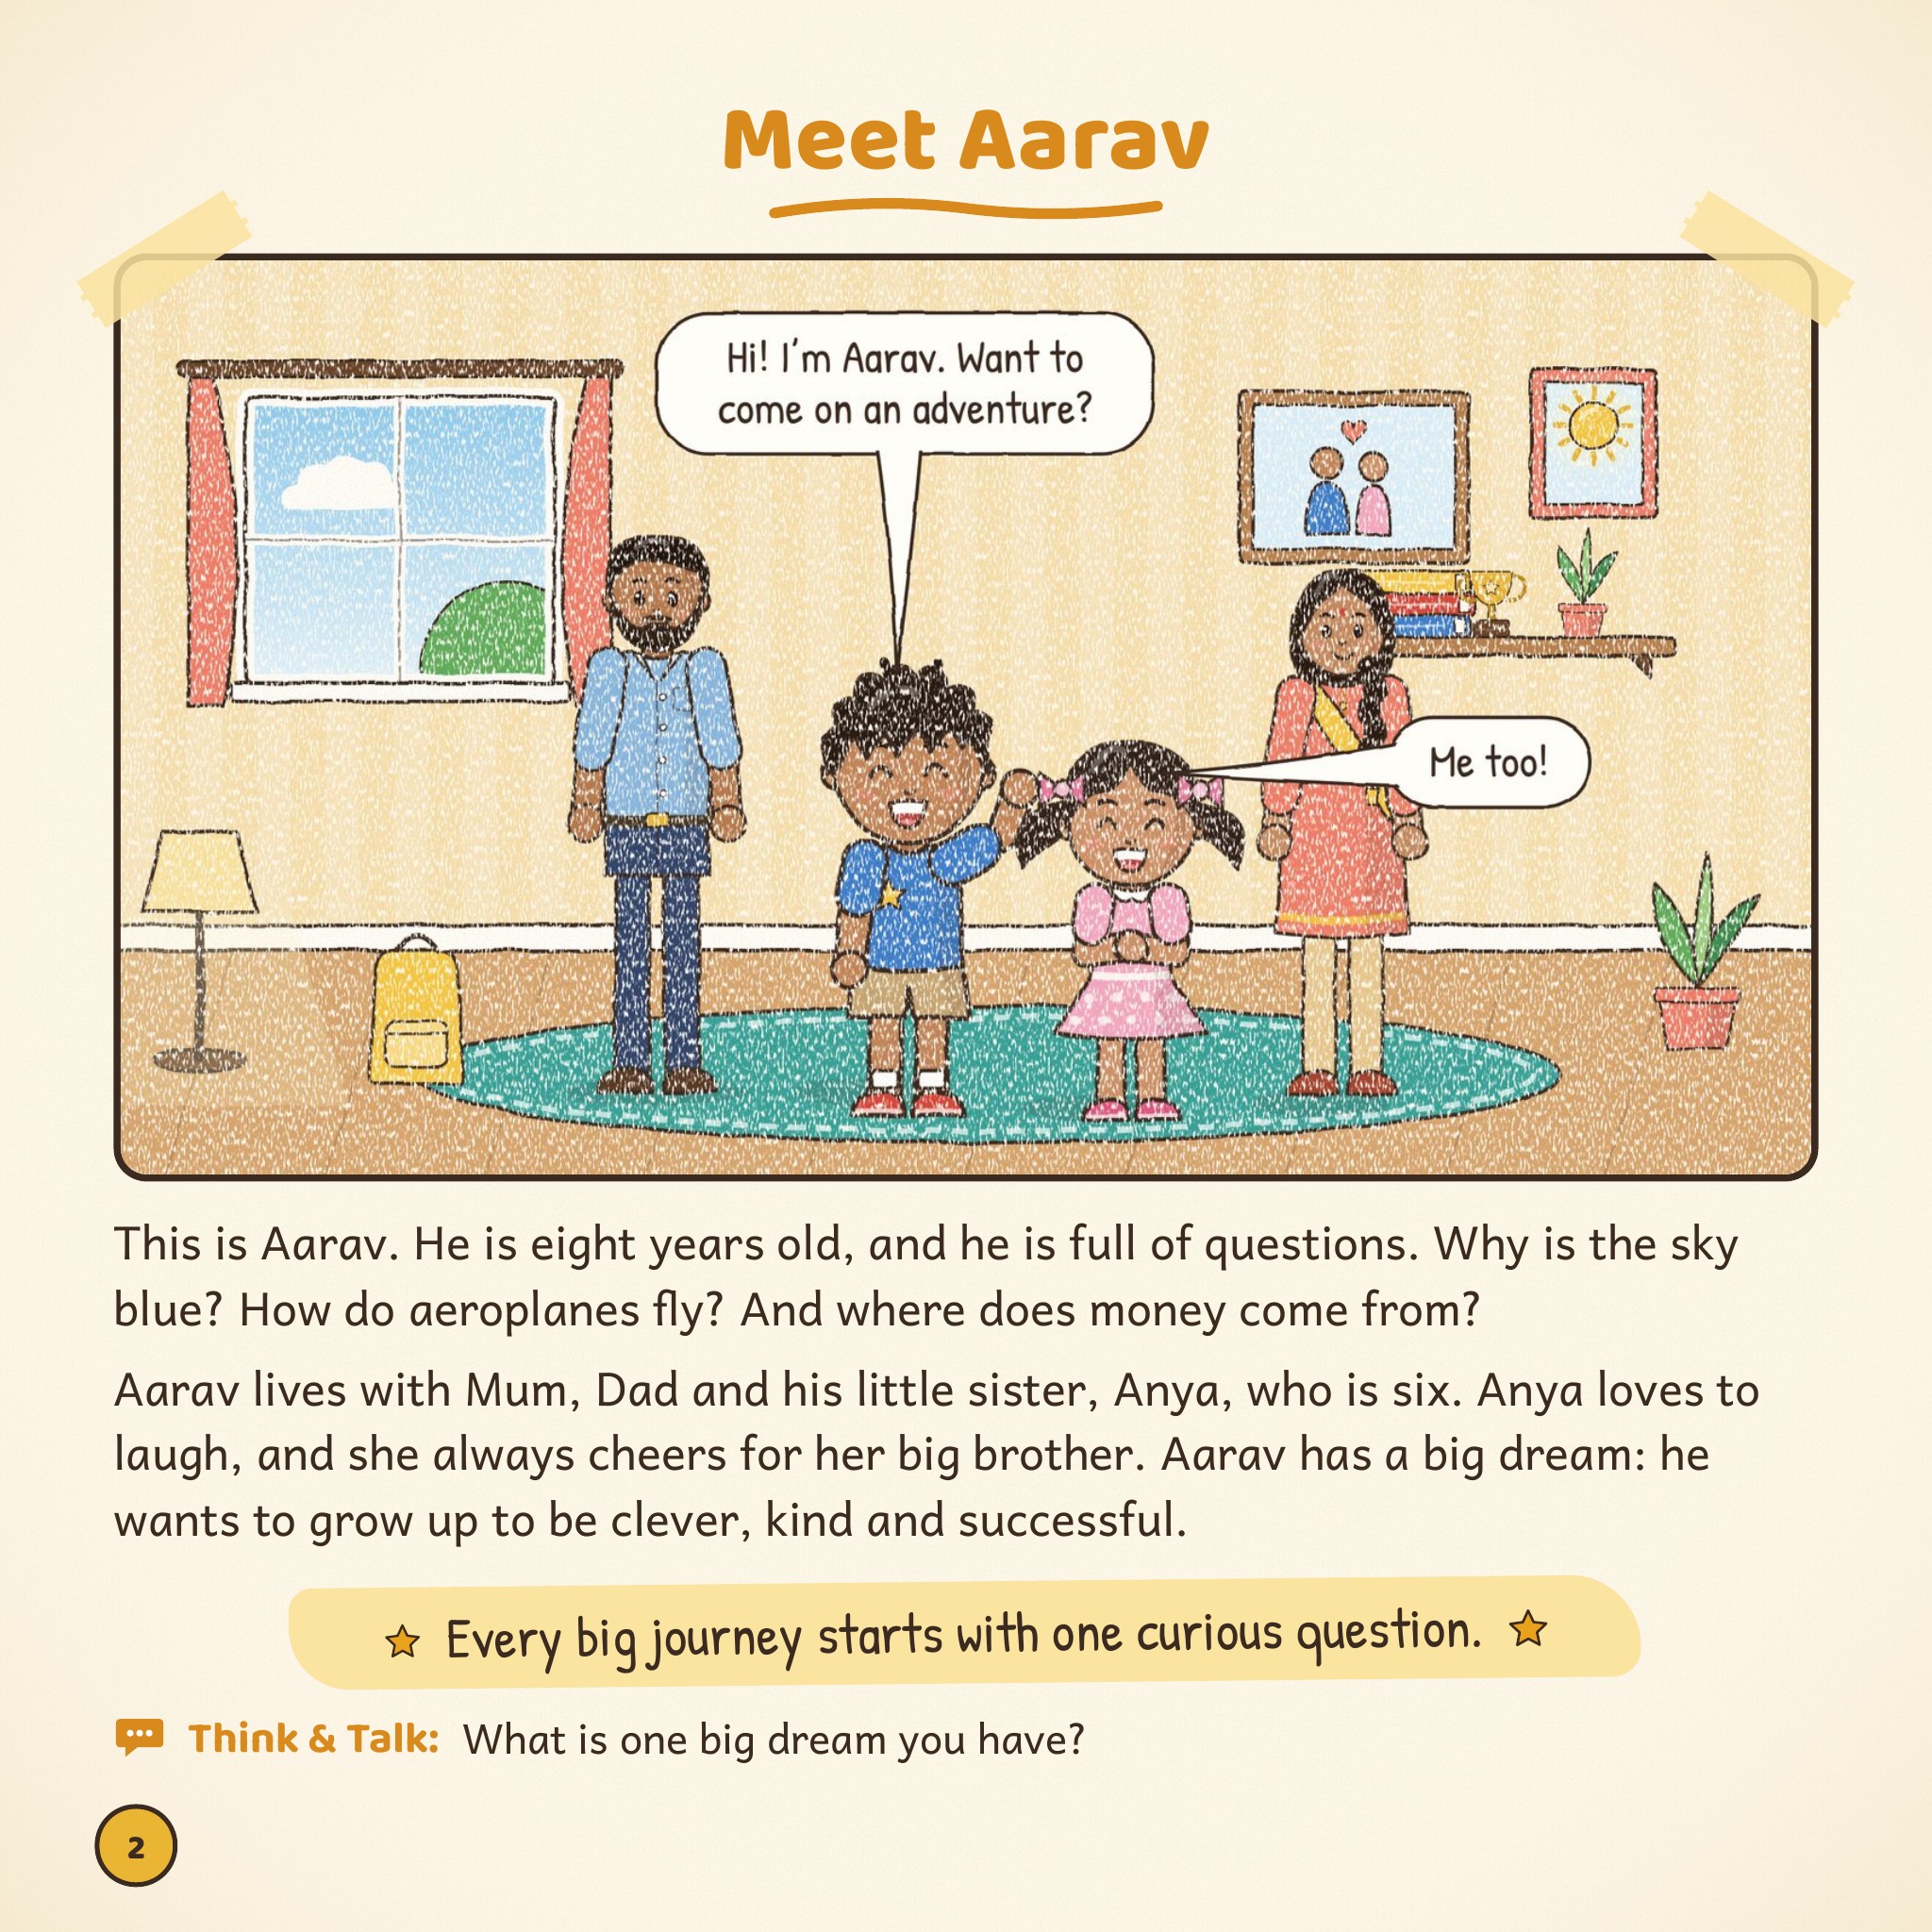 Meet Aarav
Hi! I'm Aarav. Want to
come on an adventure?
Me too!
This is Aarav. He is eight years old, and he is full of questions. Why is the sky
blue? How do aeroplanes fly? And where does money come from?
Aarav lives with Mum, Dad and his little sister, Anya, who is six. Anya loves to
laugh, and she always cheers for her big brother. Aarav has a big dream: he
wants to grow up to be clever, kind and successful.
Every big journey starts with one curious question.
Think & Talk: What is one big dream you have?
2